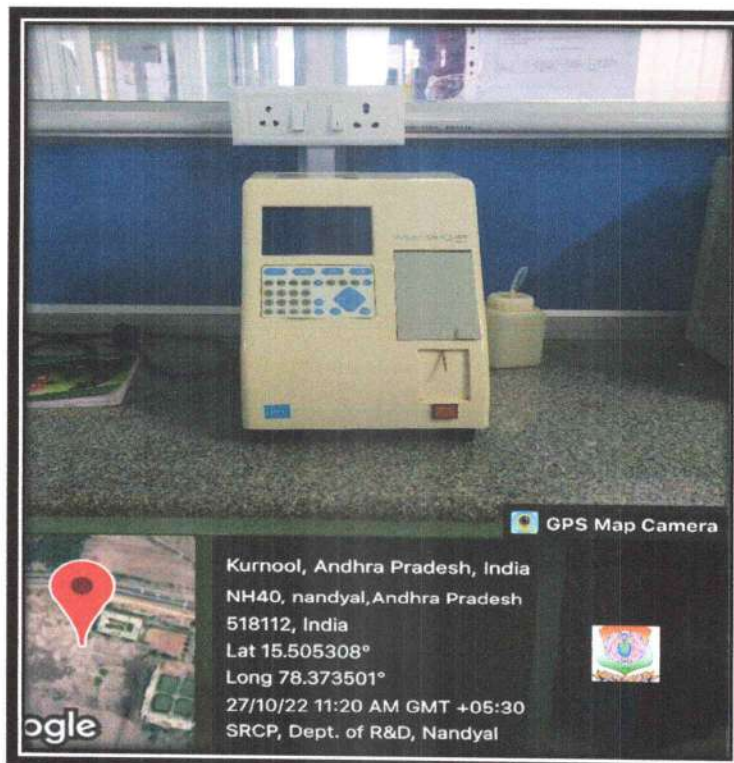 GPS Map Camera
Kurnool, Andhra Pradesh, India
NH40, nandyal,Andhra Pradesh
518112, India
Lat 15.505308°
Long 78.373501°
27/10/22 11:20 AM GMT +05:30
SRCP, Dept. of R&D, Nandyal
ogle